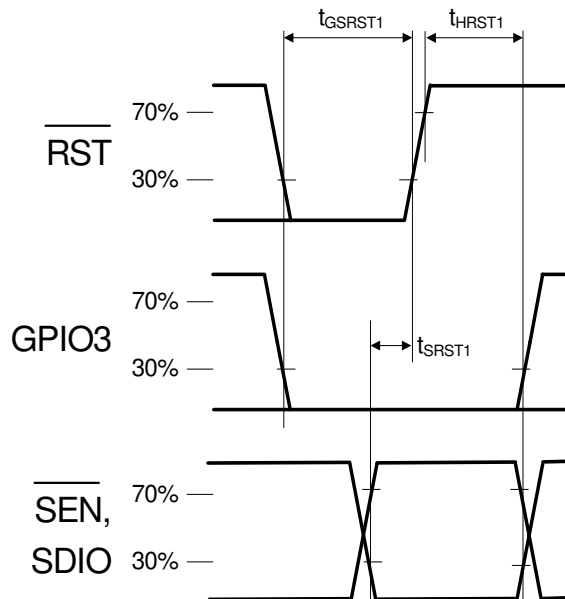 tGSRST1 tHRST1
70%
RST
30%
70%
GPIO3
30%
tSRST1
70%
SEN,
SDIO
30%